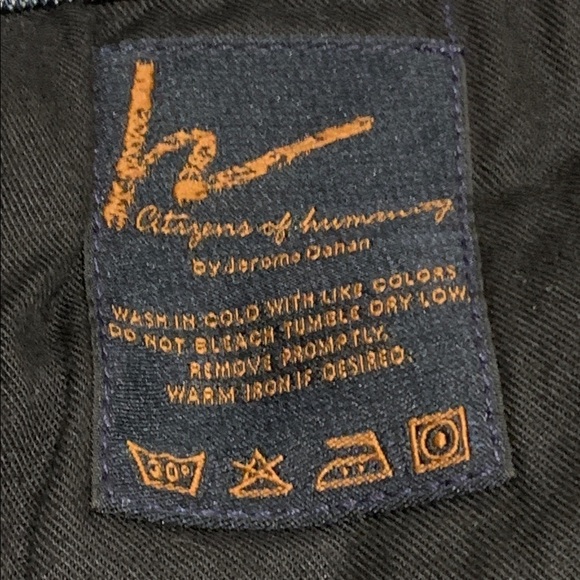 h
Citizens of humanity
by Jerome Dahan
WASH IN COLD WITH LIKE COLORS
DO NOT BLEACH TUMBLE DRY LOW.
REMOVE PROMPTLY.
WARM IRON IF DESIRED.
30°